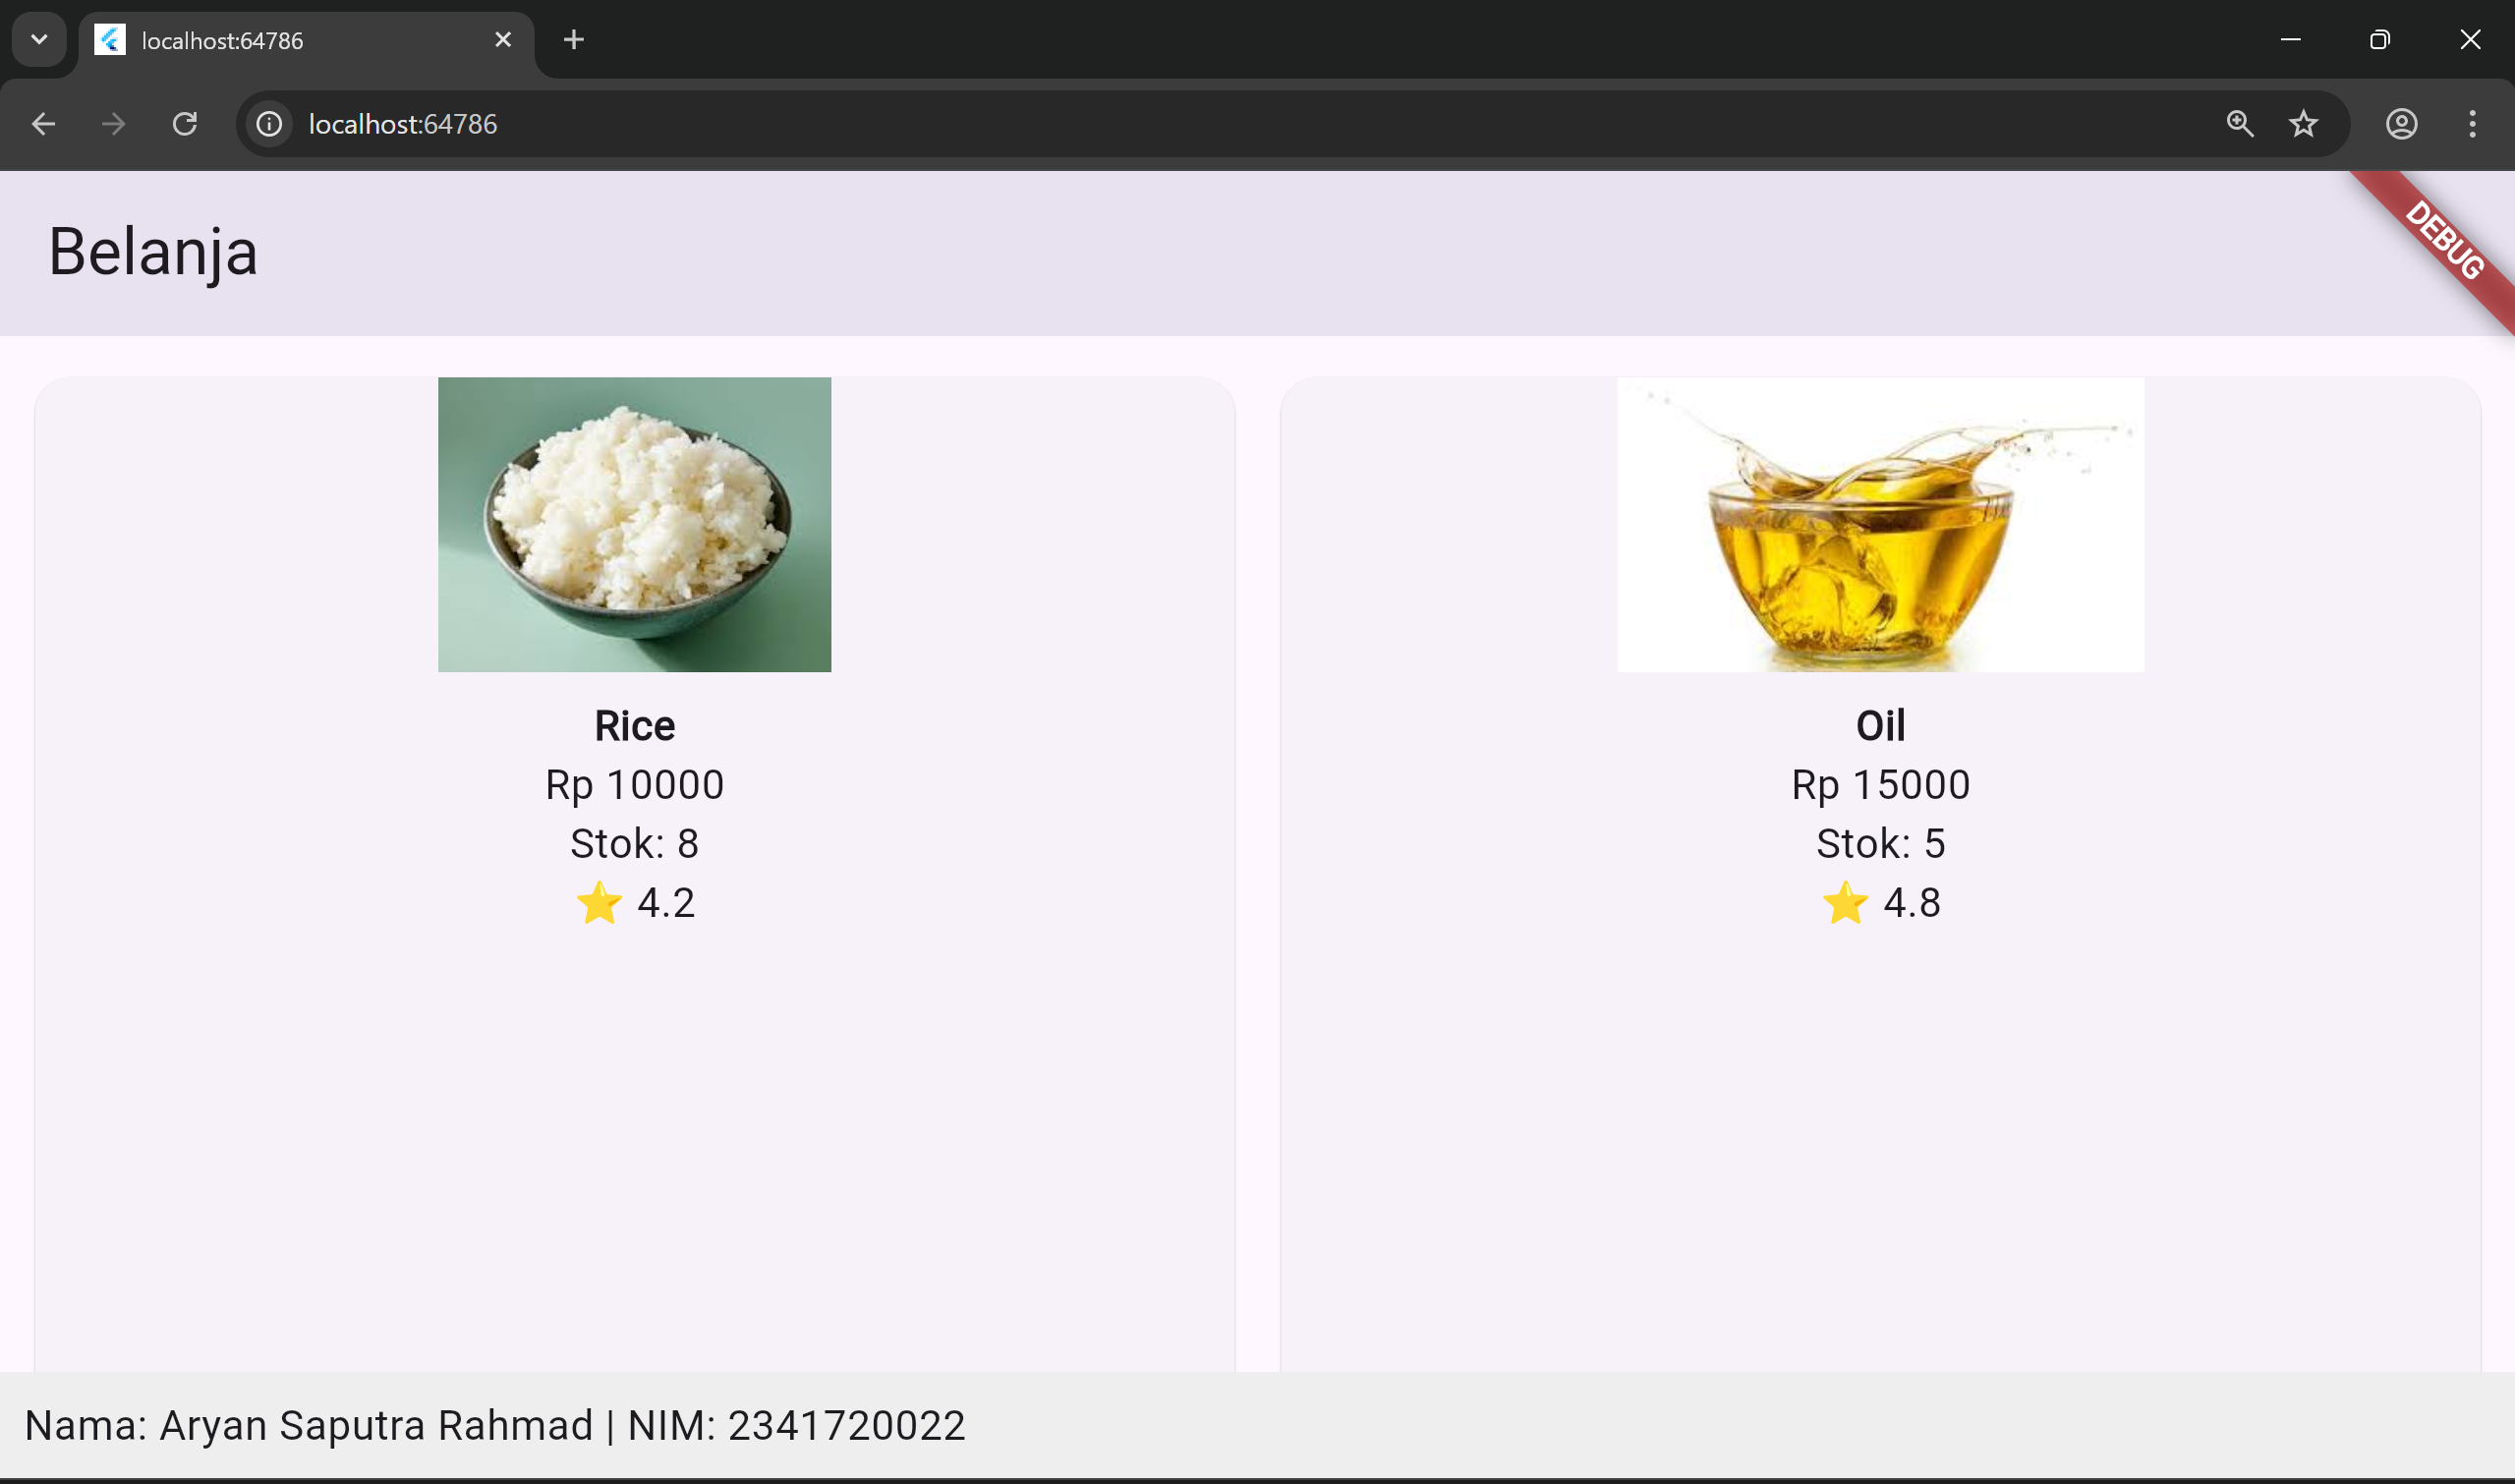 localhost:64786
localhost:64786
Belanja
DEBUG
Rice
Rp 10000
Stok: 8
⭐ 4.2
Oil
Rp 15000
Stok: 5
⭐ 4.8
Nama: Aryan Saputra Rahmad | NIM: 2341720022